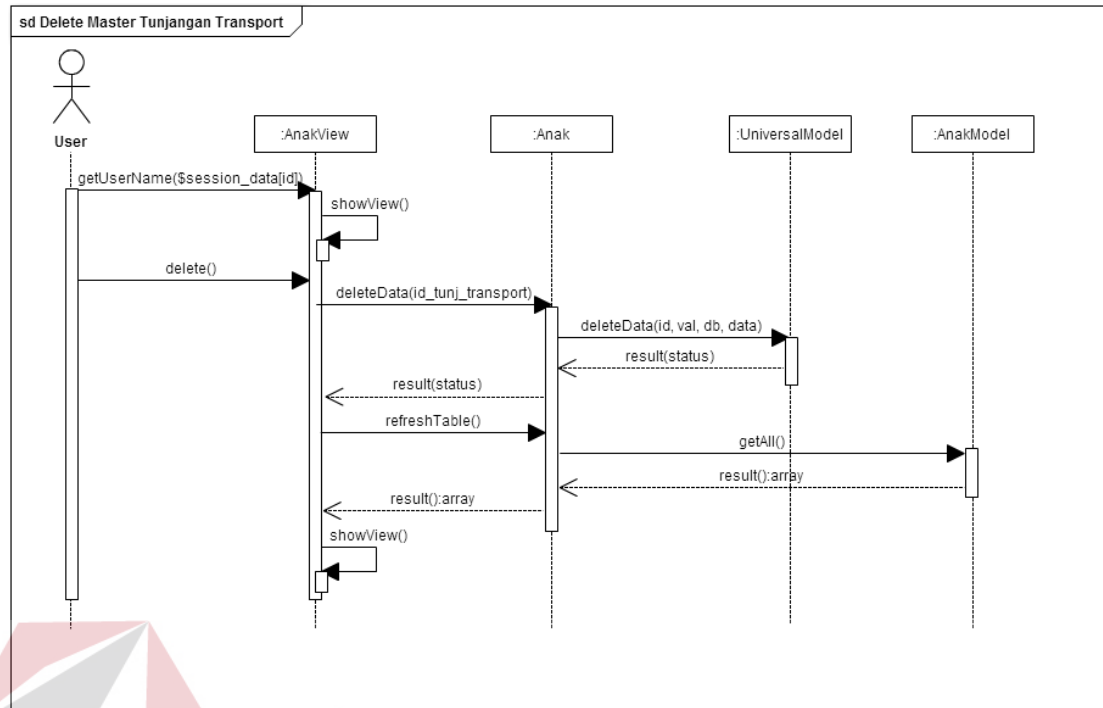 sd Delete Master Tunjangan Transport
User
:AnakView
:Anak
:UniversalModel
:AnakModel
getUserName($session_data[id])
showView()
delete()
deleteData(id_tunj_transport)
deleteData(id, val, db, data)
result(status)
result(status)
refreshTable()
getAll()
result():array
result():array
showView()